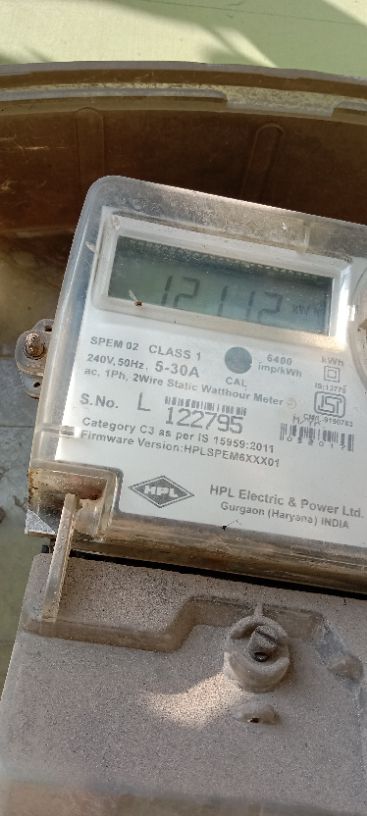 12112 kW
SPEM 02 CLASS 1
6400
imp/kWh
kWh
240V, 50Hz, 5-30A
CAL
ac, 1Ph, 2Wire Static Watthour Meter
S.No. L 122795
Category C3 as per IS 15959:2011
Firmware Version:HPLSPEM6XXX01
HPL
HPL Electric & Power Ltd.
Gurgaon (Haryana) INDIA